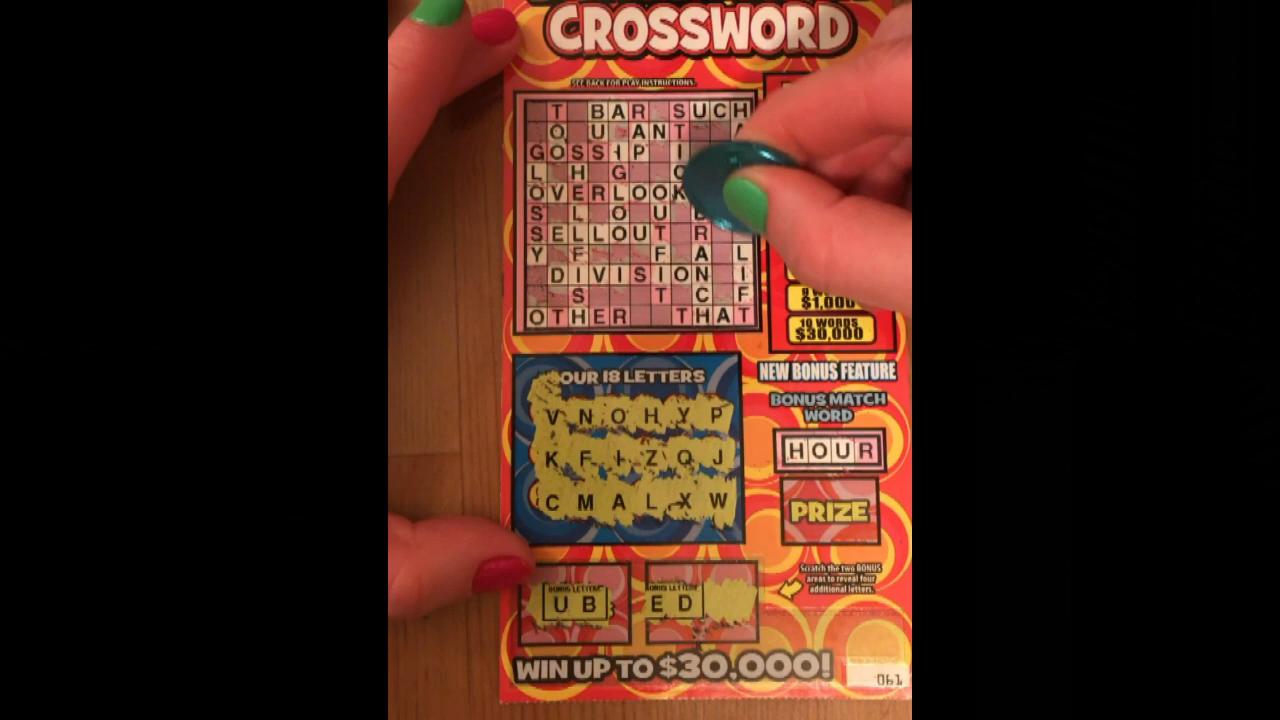 CROSSWORD
SEE BACK FOR PLAY INSTRUCTIONS.
T BAR SUCH
O U ANT A
GOSSIP I
L H G C
OVERLOOK
S L O U B
SELLOUT R
Y F F A L
DIVISION I
S T C F
OTHER THAT
$1,000
10 WORDS
$30,000
OUR 18 LETTERS
V N O H Y P
K F I Z Q J
C M A L X W
NEW BONUS FEATURE
BONUS MATCH
WORD
HOUR
PRIZE
Scratch the two BONUS
areas to reveal four
additional letters.
BONUS LETTERS
U B
BONUS LETTERS
E D
WIN UP TO $30,000!
061